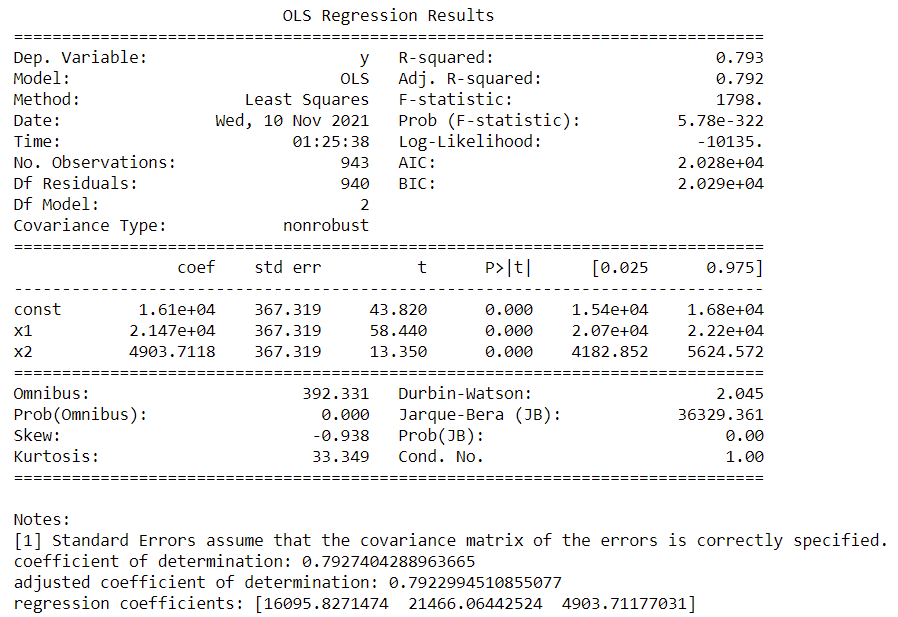 OLS Regression Results
==============================================================================
Dep. Variable:                      y   R-squared:                       0.793
Model:                            OLS   Adj. R-squared:                  0.792
Method:                 Least Squares   F-statistic:                     1798.
Date:                Wed, 10 Nov 2021   Prob (F-statistic):          5.78e-322
Time:                        01:25:38   Log-Likelihood:                -10135.
No. Observations:                 943   AIC:                         2.028e+04
Df Residuals:                     940   BIC:                         2.029e+04
Df Model:                           2
Covariance Type:            nonrobust
==============================================================================
                 coef    std err          t      P>|t|      [0.025      0.975]
------------------------------------------------------------------------------
const        1.61e+04    367.319     43.820      0.000    1.54e+04    1.68e+04
x1          2.147e+04    367.319     58.440      0.000    2.07e+04    2.22e+04
x2          4903.7118    367.319     13.350      0.000    4182.852    5624.572
==============================================================================
Omnibus:                      392.331   Durbin-Watson:                   2.045
Prob(Omnibus):                  0.000   Jarque-Bera (JB):            36329.361
Skew:                          -0.938   Prob(JB):                         0.00
Kurtosis:                      33.349   Cond. No.                         1.00
==============================================================================
Notes:
[1] Standard Errors assume that the covariance matrix of the errors is correctly specified.
coefficient of determination: 0.7927404288963665
adjusted coefficient of determination: 0.7922994510855077
regression coefficients: [16095.8271474  21466.06442524  4903.71177031]